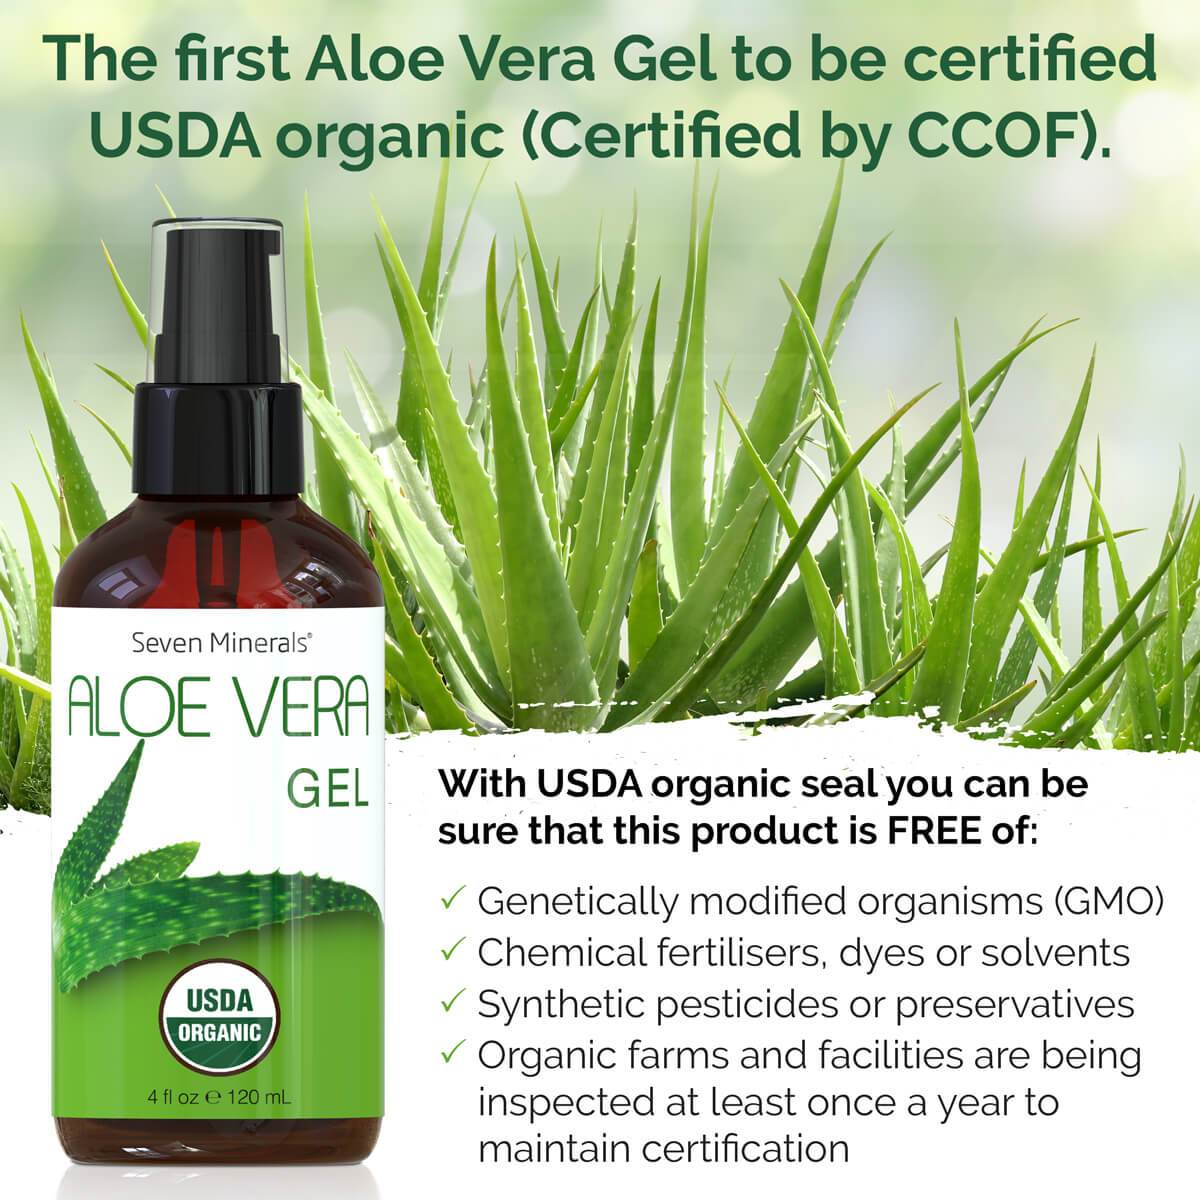 The first Aloe Vera Gel to be certified
USDA organic (Certified by CCOF).
Seven Minerals®
ALOE VERA
GEL
USDA
ORGANIC
4 fl oz ℮ 120 mL
With USDA organic seal you can be
sure that this product is FREE of:
✓ Genetically modified organisms (GMO)
✓ Chemical fertilisers, dyes or solvents
✓ Synthetic pesticides or preservatives
✓ Organic farms and facilities are being
inspected at least once a year to
maintain certification